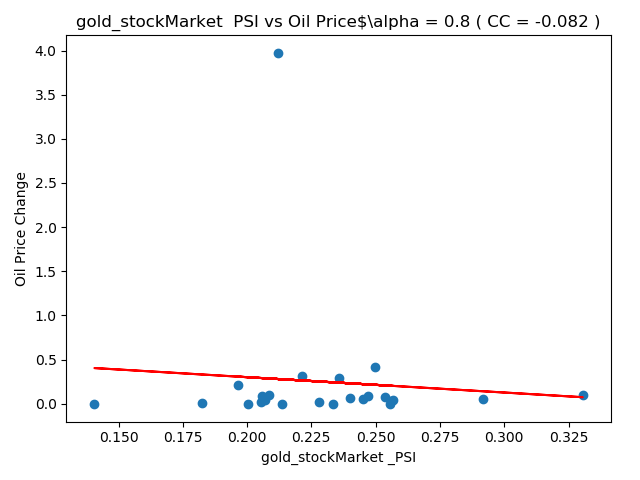 gold_stockMarket  PSI vs Oil Price$\alpha = 0.8 ( CC = -0.082 )
4.0
3.5
3.0
2.5
2.0
1.5
1.0
0.5
0.0
Oil Price Change
0.150 0.175 0.200 0.225 0.250 0.275 0.300 0.325
gold_stockMarket _PSI